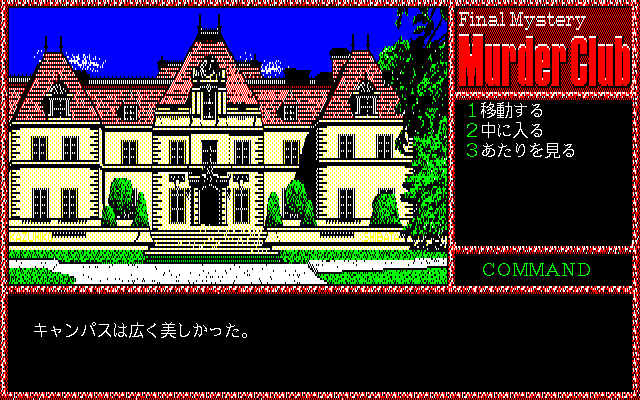 Final Mystery
Murder Club
1移動する
2中に入る
3あたりを見る
COMMAND
キャンパスは広く美しかった。